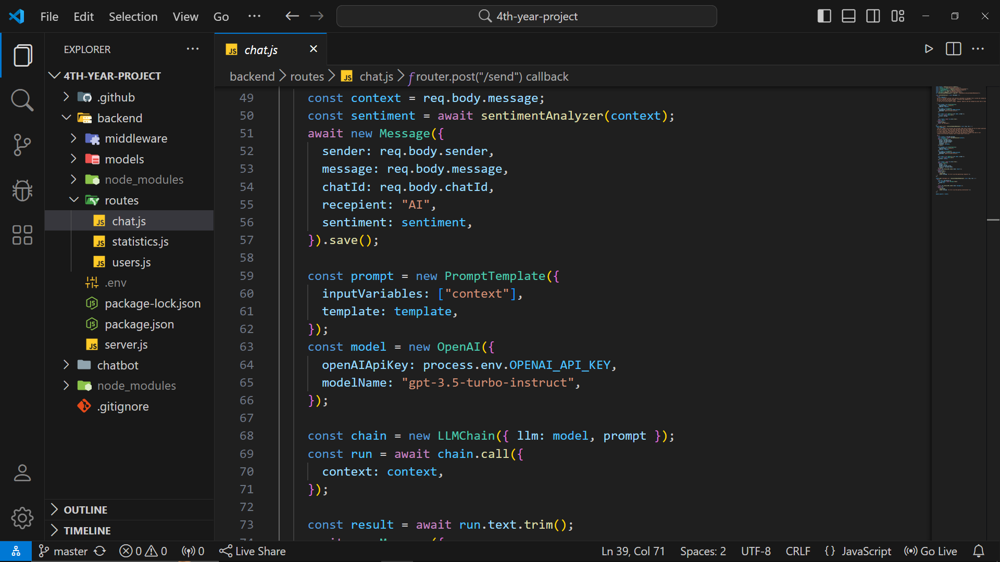 File Edit Selection View Go ··· 4th-year-project
EXPLORER ···
4TH-YEAR-PROJECT
.github
backend
middleware
models
node_modules
routes
chat.js
statistics.js
users.js
.env
package-lock.json
package.json
server.js
chatbot
node_modules
.gitignore
OUTLINE
TIMELINE
JS chat.js
backend > routes > JS chat.js > router.post("/send") callback
49 const context = req.body.message;
50 const sentiment = await sentimentAnalyzer(context);
51 await new Message({
52 sender: req.body.sender,
53 message: req.body.message,
54 chatId: req.body.chatId,
55 recepient: "AI",
56 sentiment: sentiment,
57 }).save();
58
59 const prompt = new PromptTemplate({
60 inputVariables: ["context"],
61 template: template,
62 });
63 const model = new OpenAI({
64 openAIApiKey: process.env.OPENAI_API_KEY,
65 modelName: "gpt-3.5-turbo-instruct",
66 });
67
68 const chain = new LLMChain({ llm: model, prompt });
69 const run = await chain.call({
70 context: context,
71 });
72
73 const result = await run.text.trim();
master 0 0 0 Live Share Ln 39, Col 71 Spaces: 2 UTF-8 CRLF {} JavaScript Go Live